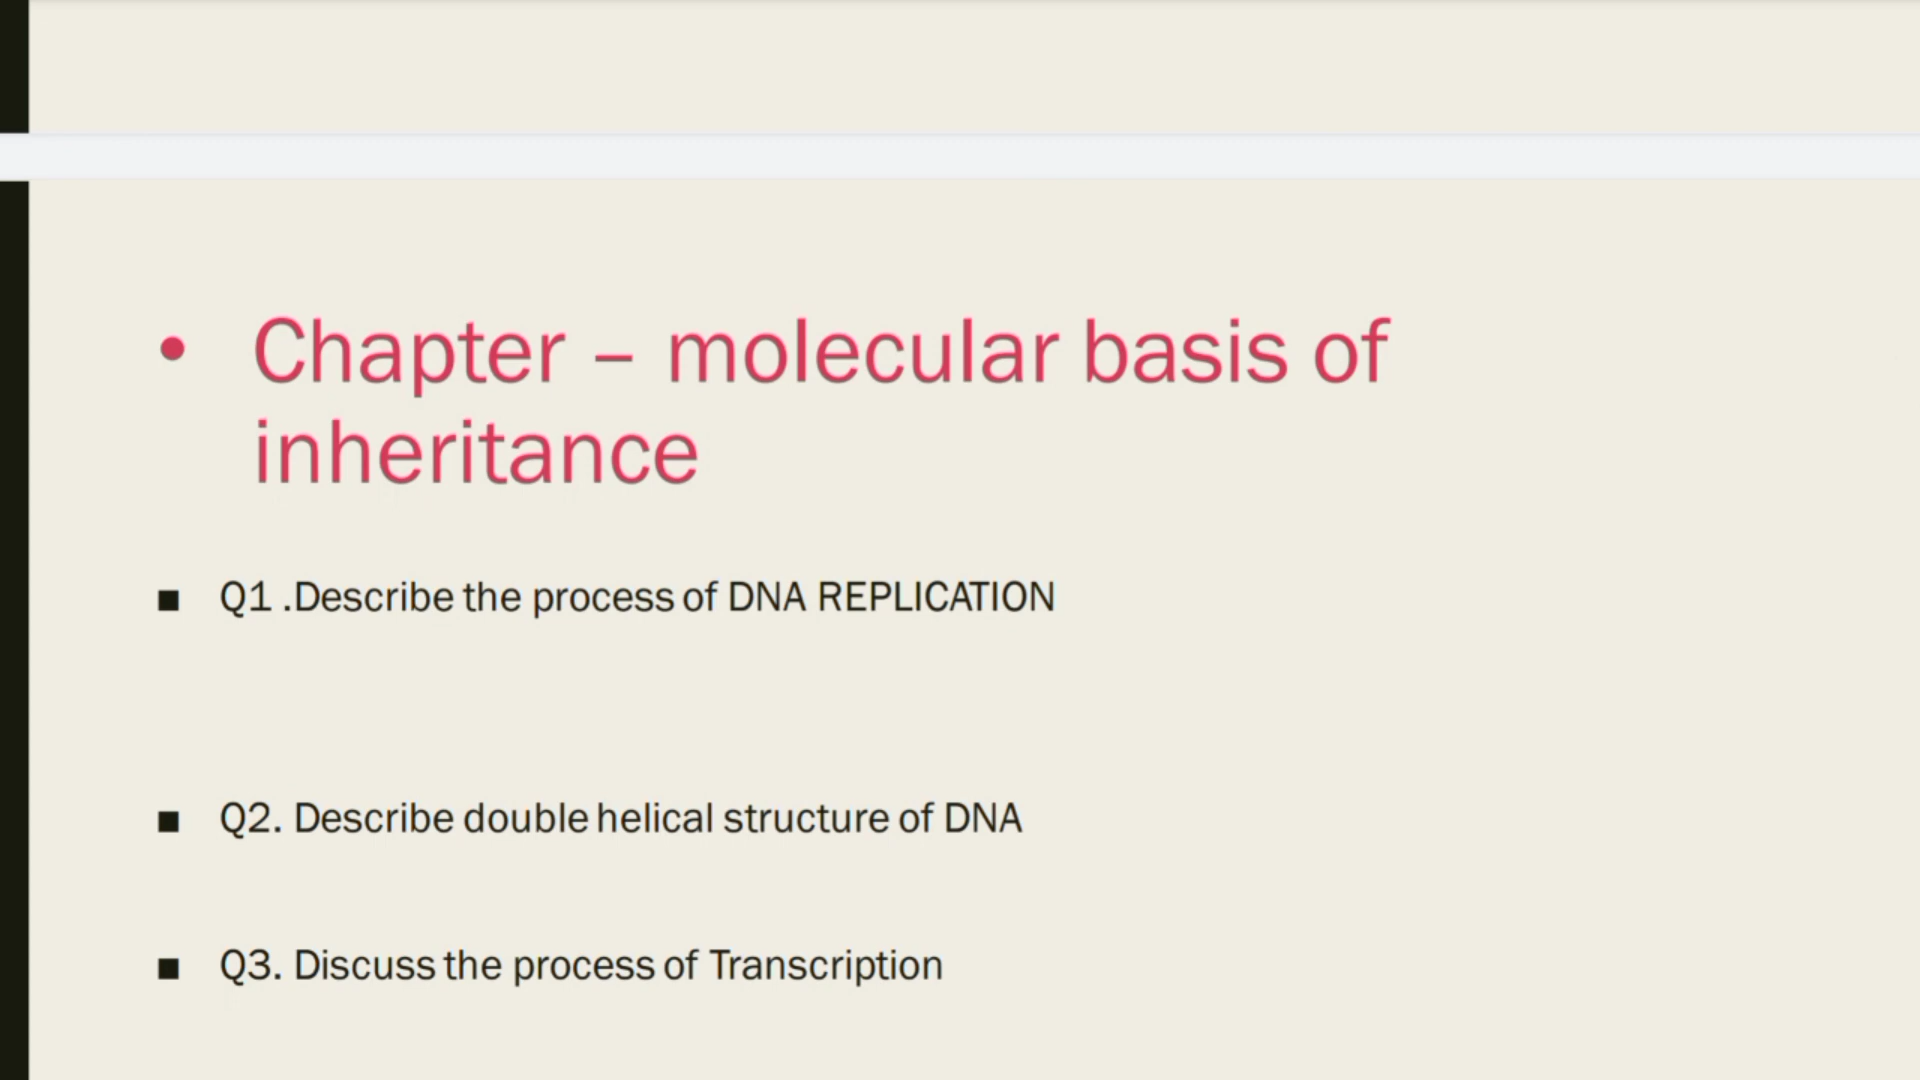 • Chapter – molecular basis of
inheritance
■ Q1 .Describe the process of DNA REPLICATION
■ Q2. Describe double helical structure of DNA
■ Q3. Discuss the process of Transcription